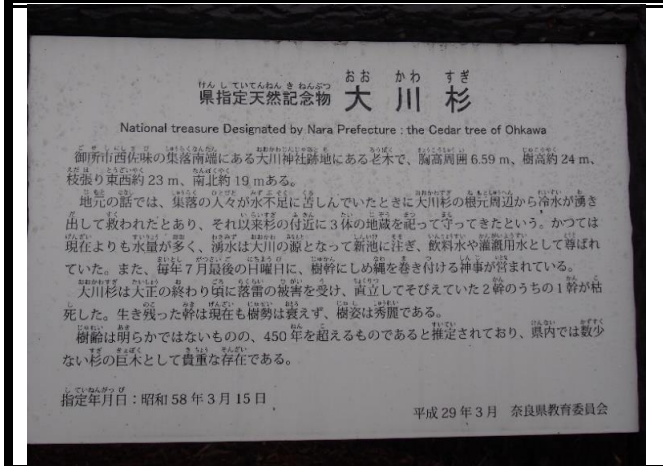 県指定天然記念物 大川杉
National treasure Designated by Nara Prefecture : the Cedar tree of Ohkawa
御所市西佐味の集落南端にある大川神社跡地にある老木で、胸高周囲 6.59 m、樹高約 24 m、
枝張り東西約 23 m、南北約 19 mある。
地元の話では、集落の人々が水不足に苦しんでいたときに大川杉の根元周辺から冷水が湧き
出して救われたとあり、それ以来杉の付近に3体の地蔵を祀って守ってきたという。かつては
現在よりも水量が多く、湧水は大川の源となって新池に注ぎ、飲料水や灌漑用水として尊ばれ
ていた。また、毎年7月最後の日曜日に、樹幹にしめ縄を巻き付ける神事が営まれている。
大川杉は大正の終わり頃に落雷の被害を受け、直立してそびえていた2幹のうちの1幹が枯
死した。生き残った幹は現在も樹勢は衰えず、樹姿は秀麗である。
樹齢は明らかではないものの、450 年を超えるものであると推定されており、県内では数少
ない杉の巨木として貴重な存在である。
指定年月日：昭和 58 年 3 月 15 日
平成 29 年 3 月 奈良県教育委員会